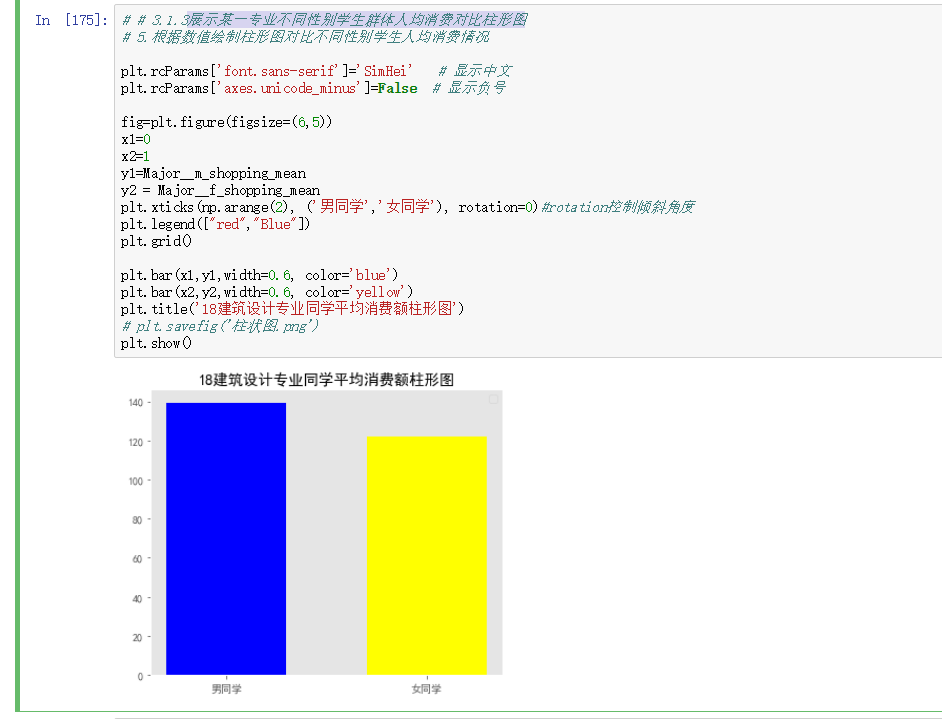 In [175]:
# # 3.1.3展示某一专业不同性别学生群体人均消费对比柱形图
# 5.根据数值绘制柱形图对比不同性别学生人均消费情况
plt.rcParams['font.sans-serif']='SimHei'   # 显示中文
plt.rcParams['axes.unicode_minus']=False  # 显示负号
fig=plt.figure(figsize=(6,5))
x1=0
x2=1
y1=Major__m_shopping_mean
y2 = Major__f_shopping_mean
plt.xticks(np.arange(2), ('男同学','女同学'), rotation=0)#rotation控制倾斜角度
plt.legend(["red","Blue"])
plt.grid()
plt.bar(x1,y1,width=0.6, color='blue')
plt.bar(x2,y2,width=0.6, color='yellow')
plt.title('18建筑设计专业同学平均消费额柱形图')
# plt.savefig('柱状图.png')
plt.show()
18建筑设计专业同学平均消费额柱形图
140
120
100
80
60
40
20
0
男同学 女同学